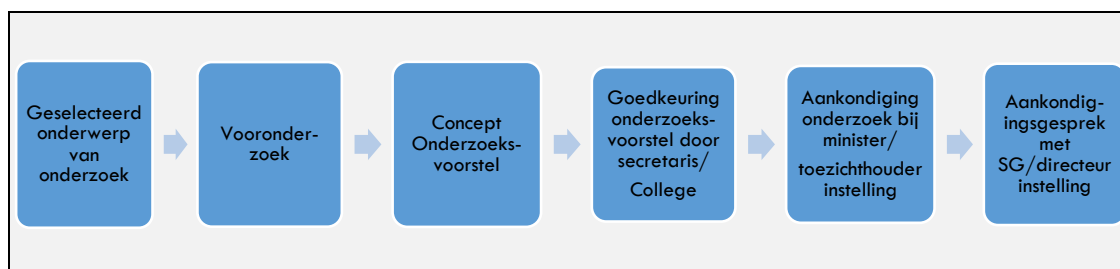 Geselecteerd
onderwerp
van
onderzoek
Vooronder-
zoek
Concept
Onderzoeks-
voorstel
Goedkeuring
onderzoeks-
voorstel door
secretaris/
College
Aankondiging
onderzoek bij
minister/
toezichthouder
instelling
Aankondig-
ingsgesprek
met
SG/directeur
instelling